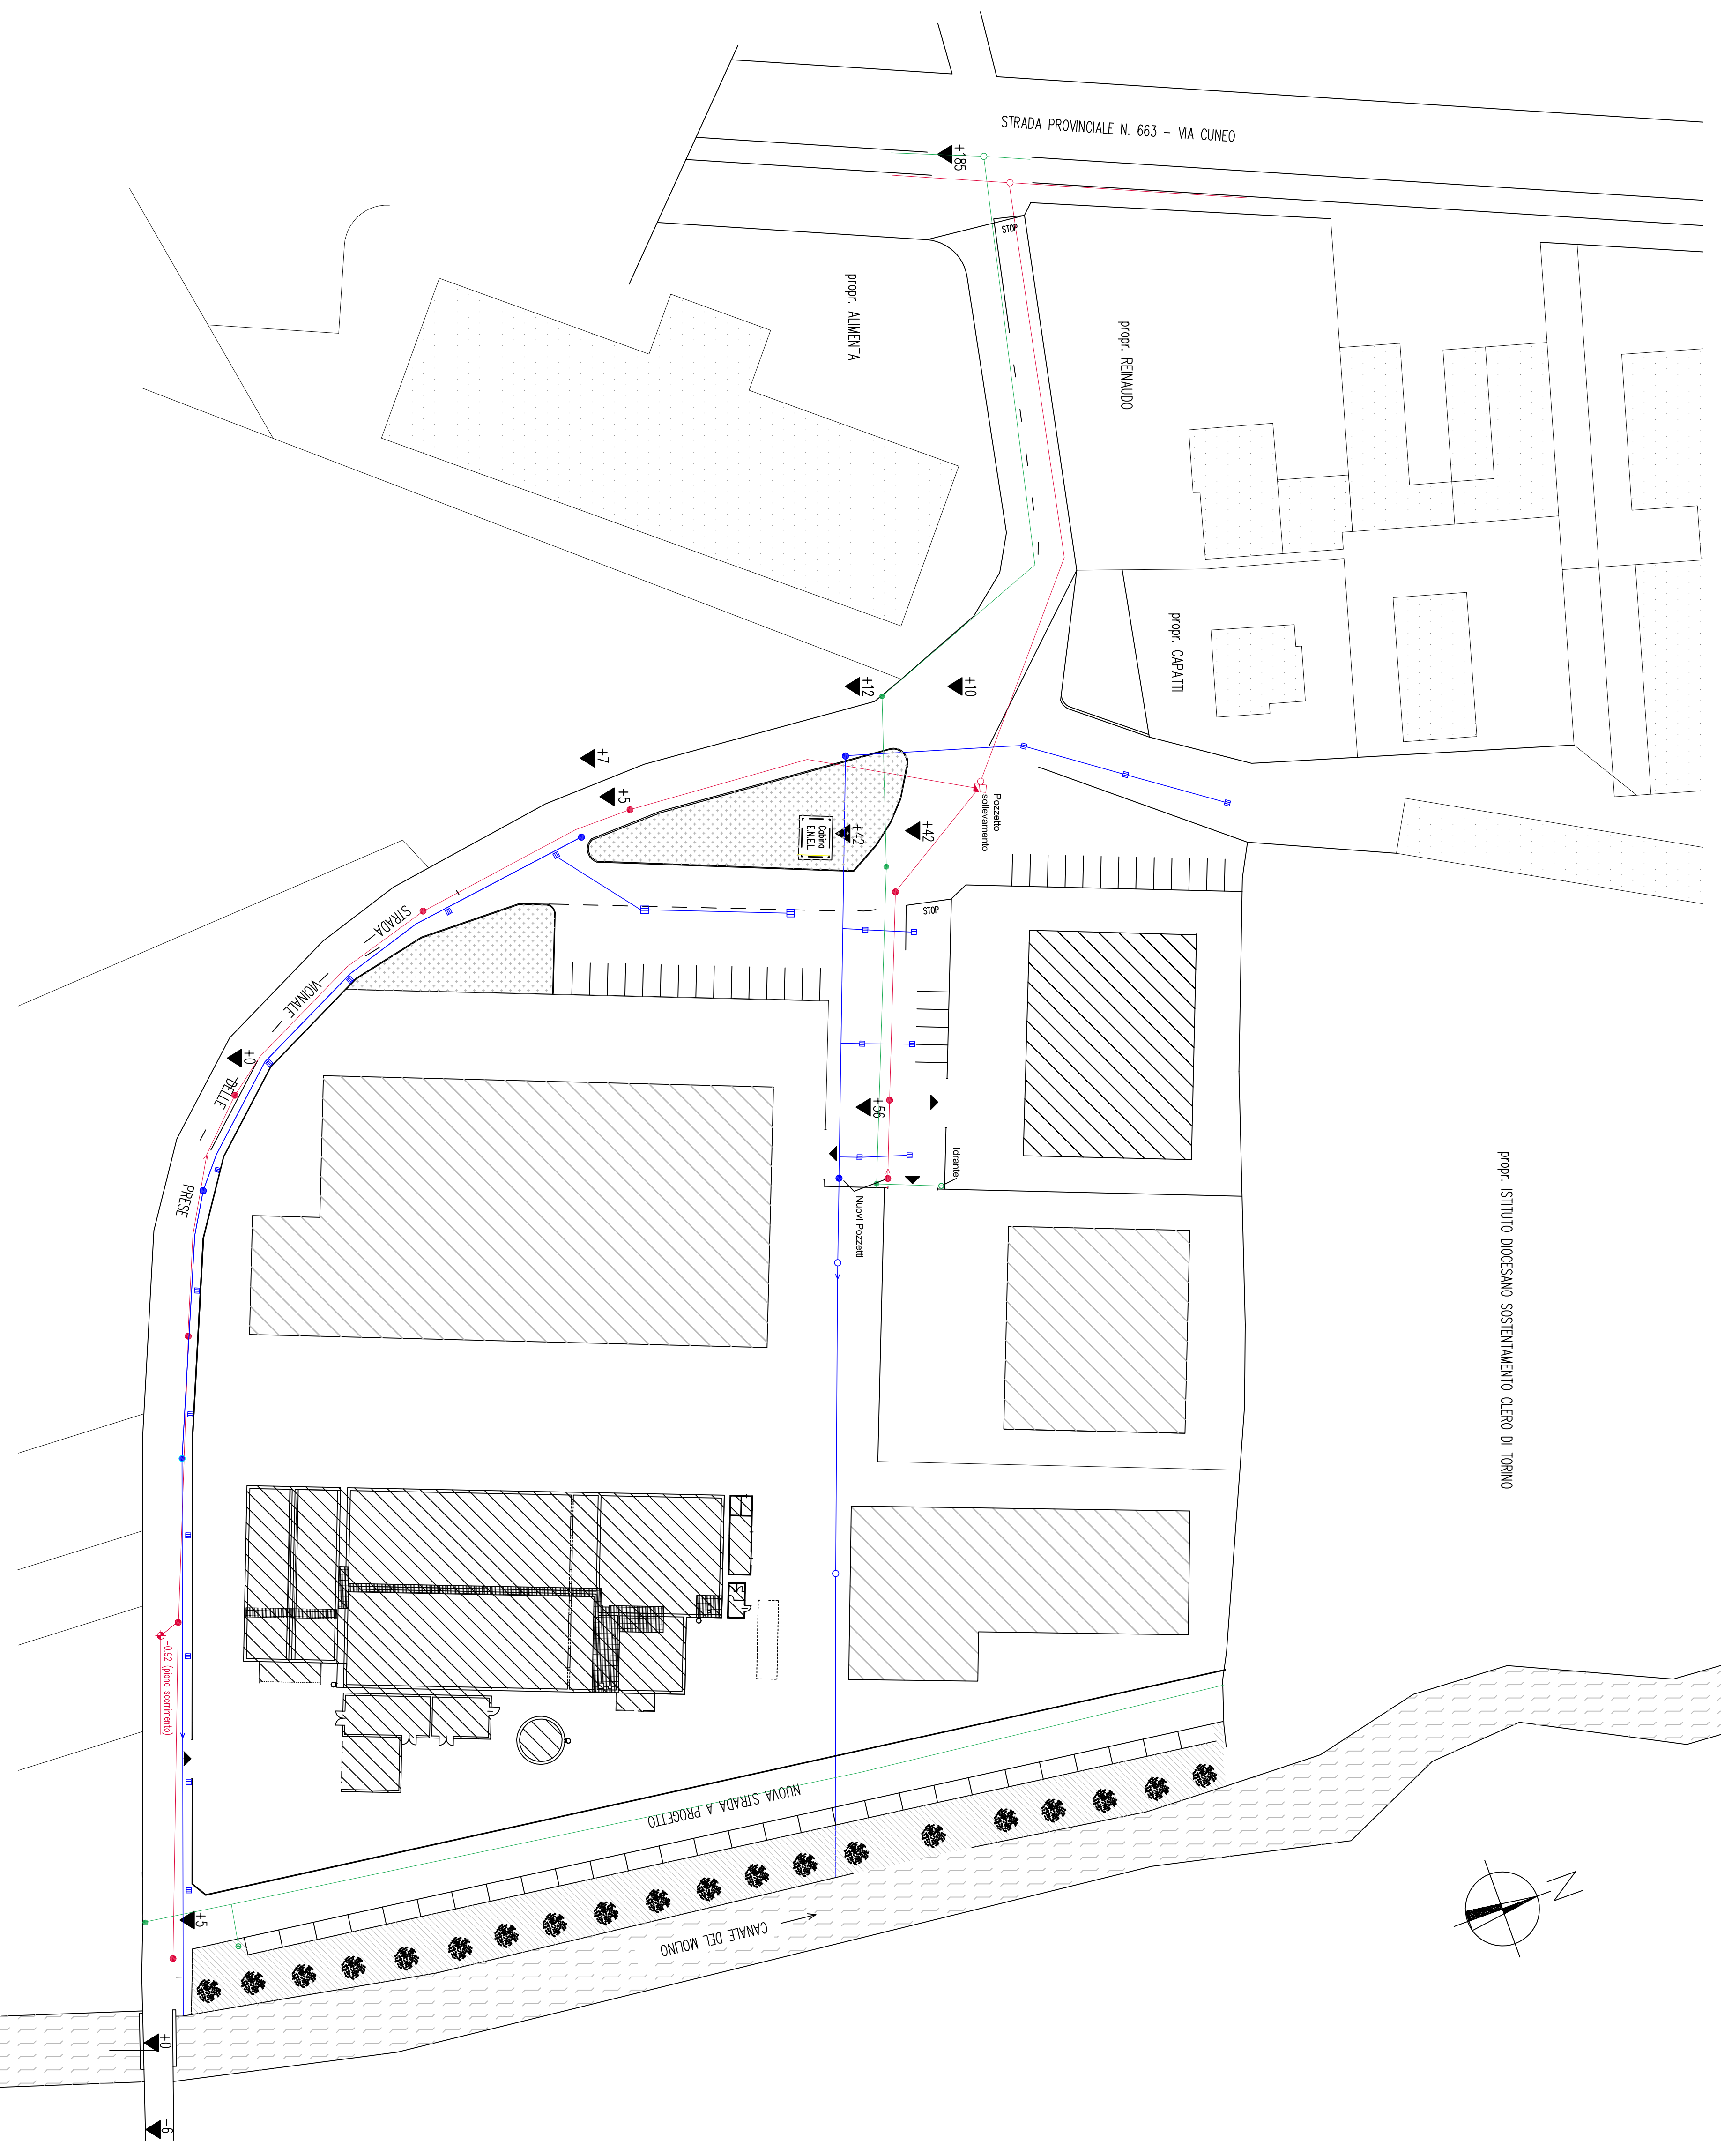 STRADA PROVINCIALE N. 663 - VIA CUNEO
+185
STOP
propr. ALIMENTA
propr. REINAUDO
propr. CAPATTI
+12
+10
+7
+5
Pozzetto
sollevamento
+42
+42
Cabina
E.N.E.L.
STOP
STRADA
VICINALE
DELLE
PRESE
+0
+56
Idrante
Nuovi Pozzetti
propr. ISTITUTO DIOCESANO SOSTENTAMENTO CLERO DI TORINO
-0.92 (piano scorrimento)
NUOVA STRADA A PROGETTO
CANALE DEL MOLINO
N
+5
+0
-6